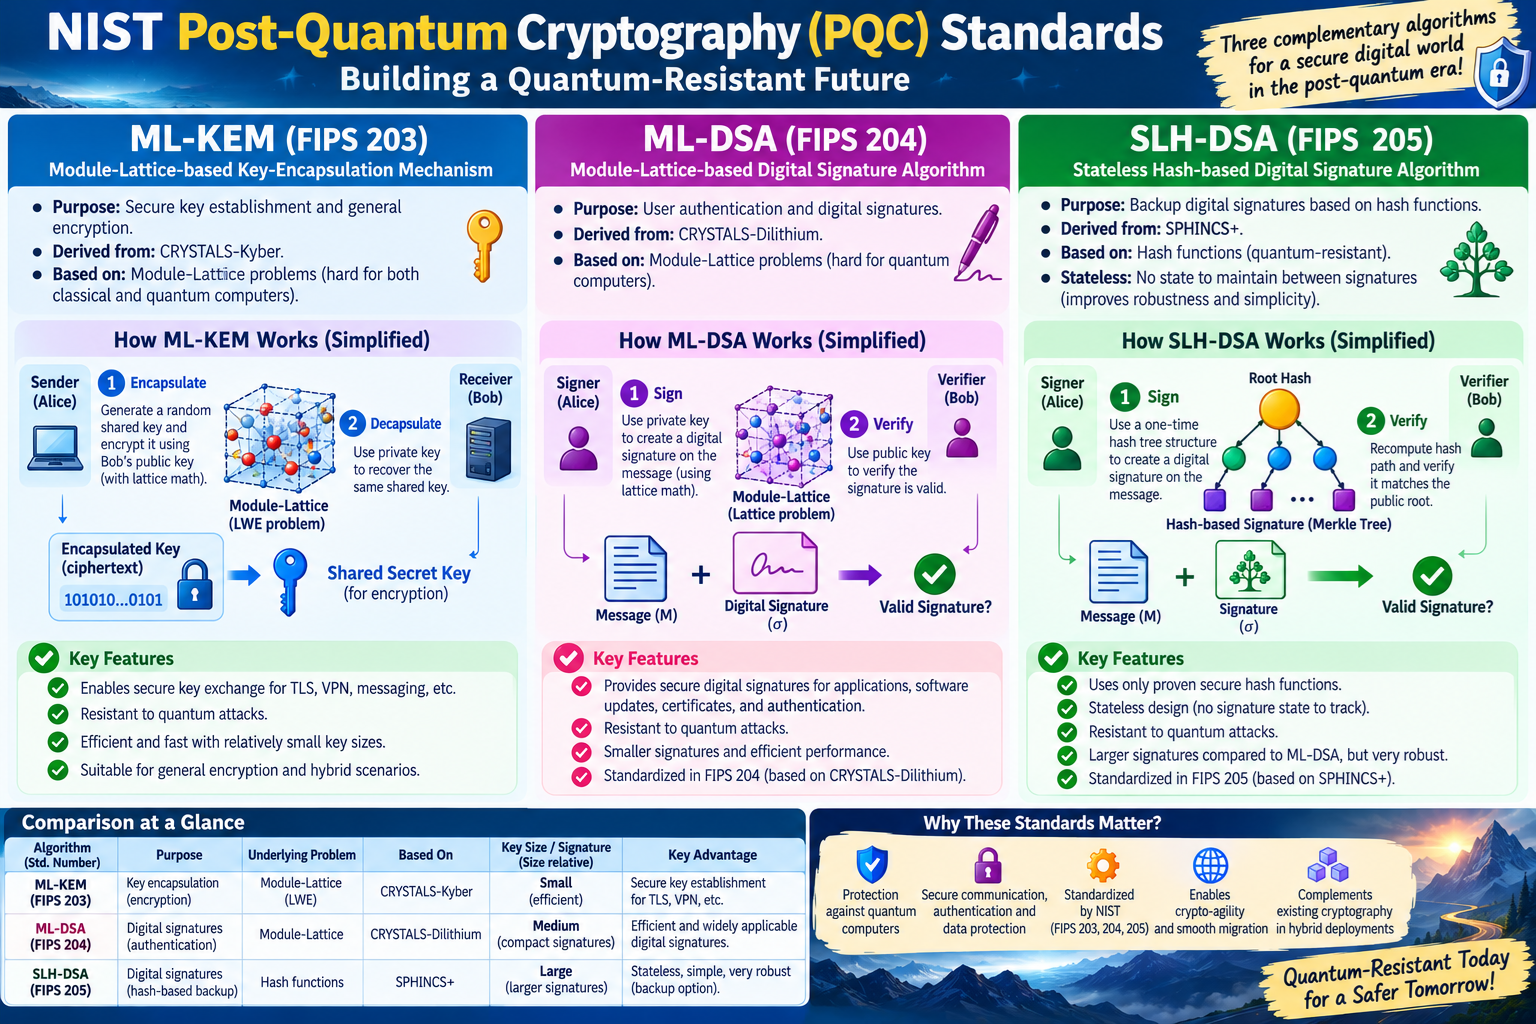 NIST Post-Quantum Cryptography (PQC) Standards
Building a Quantum-Resistant Future
Three complementary algorithms
for a secure digital world
in the post-quantum era!
ML-KEM (FIPS 203)
Module-Lattice-based Key-Encapsulation Mechanism
• Purpose: Secure key establishment and general
encryption.
• Derived from: CRYSTALS-Kyber.
• Based on: Module-Lattice problems (hard for both
classical and quantum computers).
How ML-KEM Works (Simplified)
Sender
(Alice)
1 Encapsulate
Generate a random
shared key and
encrypt it using
Bob's public key
(with lattice math).
Module-Lattice
(LWE problem)
2 Decapsulate
Use private key
to recover the
same shared key.
Receiver
(Bob)
Encapsulated Key
(ciphertext)
101010...0101
Shared Secret Key
(for encryption)
Key Features
Enables secure key exchange for TLS, VPN, messaging, etc.
Resistant to quantum attacks.
Efficient and fast with relatively small key sizes.
Suitable for general encryption and hybrid scenarios.
ML-DSA (FIPS 204)
Module-Lattice-based Digital Signature Algorithm
• Purpose: User authentication and digital signatures.
• Derived from: CRYSTALS-Dilithium.
• Based on: Module-Lattice problems (hard for quantum
computers).
How ML-DSA Works (Simplified)
Signer
(Alice)
1 Sign
Use private key
to create a digital
signature on the
message (using
lattice math).
Module-Lattice
(Lattice problem)
2 Verify
Use public key
to verify the
signature is valid.
Verifier
(Bob)
Message (M)
+
Digital Signature
(σ)
Valid Signature?
Key Features
Provides secure digital signatures for applications, software
updates, certificates, and authentication.
Resistant to quantum attacks.
Smaller signatures and efficient performance.
Standardized in FIPS 204 (based on CRYSTALS-Dilithium).
SLH-DSA (FIPS 205)
Stateless Hash-based Digital Signature Algorithm
• Purpose: Backup digital signatures based on hash functions.
• Derived from: SPHINCS+.
• Based on: Hash functions (quantum-resistant).
• Stateless: No state to maintain between signatures
(improves robustness and simplicity).
How SLH-DSA Works (Simplified)
Signer
(Alice)
1 Sign
Use a one-time
hash tree structure
to create a digital
signature on the
message.
Root Hash
...
Hash-based Signature (Merkle Tree)
2 Verify
Recompute hash
path and verify
it matches the
public root.
Verifier
(Bob)
Message (M)
+
Signature
(σ)
Valid Signature?
Key Features
Uses only proven secure hash functions.
Stateless design (no signature state to track).
Resistant to quantum attacks.
Larger signatures compared to ML-DSA, but very robust.
Standardized in FIPS 205 (based on SPHINCS+).
Comparison at a Glance
Algorithm
(Std. Number)
Purpose
Underlying Problem
Based On
Key Size / Signature
(Size relative)
Key Advantage
ML-KEM
(FIPS 203)
Key encapsulation
(encryption)
Module-Lattice
(LWE)
CRYSTALS-Kyber
Small
(efficient)
Secure key establishment
for TLS, VPN, etc.
ML-DSA
(FIPS 204)
Digital signatures
(authentication)
Module-Lattice
CRYSTALS-Dilithium
Medium
(compact signatures)
Efficient and widely applicable
digital signatures.
SLH-DSA
(FIPS 205)
Digital signatures
(hash-based backup)
Hash functions
SPHINCS+
Large
(larger signatures)
Stateless, simple, very robust
(backup option).
Why These Standards Matter?
Protection
against quantum
computers
Secure communication,
authentication and
data protection
Standardized
by NIST
(FIPS 203, 204, 205)
Enables
crypto-agility
and smooth migration
Complements
existing cryptography
in hybrid deployments
Quantum-Resistant Today
for a Safer Tomorrow!